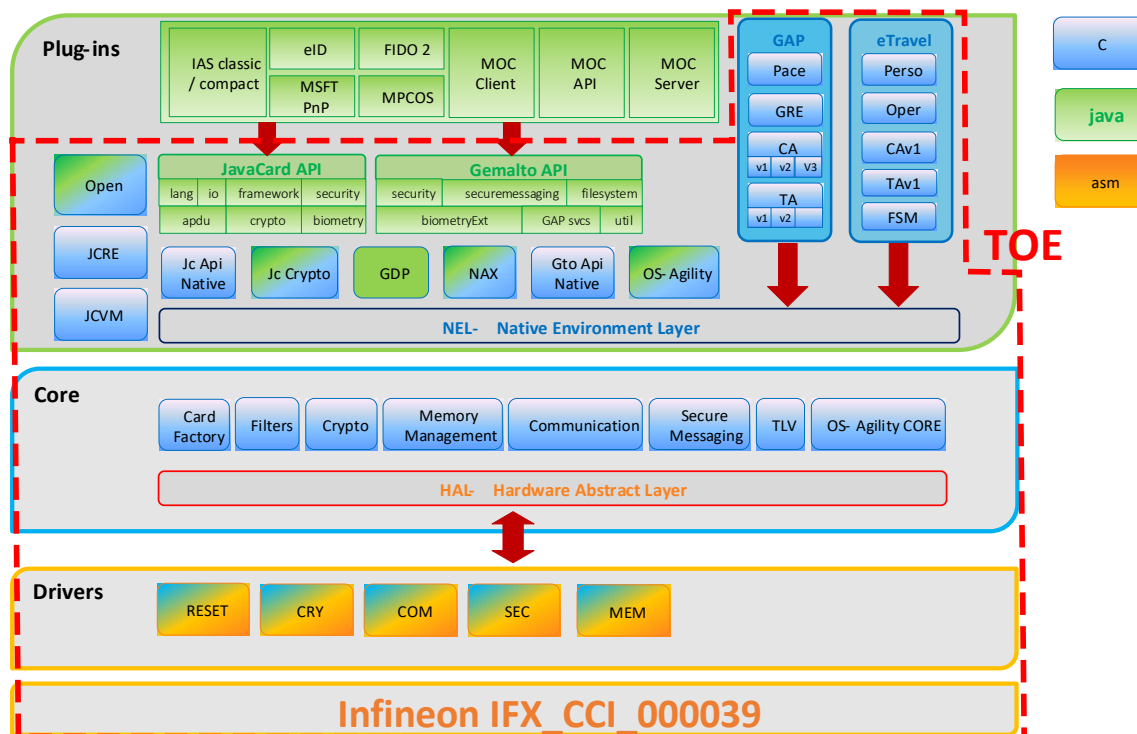 Plug-ins
IAS classic
/ compact
eID
FIDO 2
MSFT
PnP
MPCOS
MOC
Client
MOC
API
MOC
Server
GAP
Pace
GRE
CA
v1 v2 V3
TA
v1 v2
eTravel
Perso
Oper
CAv1
TAv1
FSM
C
java
asm
TOE
Open
JCRE
JCVM
JavaCard API
lang io framework security
apdu crypto biometry
Gemalto API
security securemessaging filesystem
biometryExt GAP svcs util
Jc Api
Native
Jc Crypto
GDP
NAX
Gto Api
Native
OS- Agility
NEL- Native Environment Layer
Core
Card
Factory
Filters
Crypto
Memory
Management
Communication
Secure
Messaging
TLV
OS- Agility CORE
HAL- Hardware Abstract Layer
Drivers
RESET
CRY
COM
SEC
MEM
Infineon IFX_CCI_000039